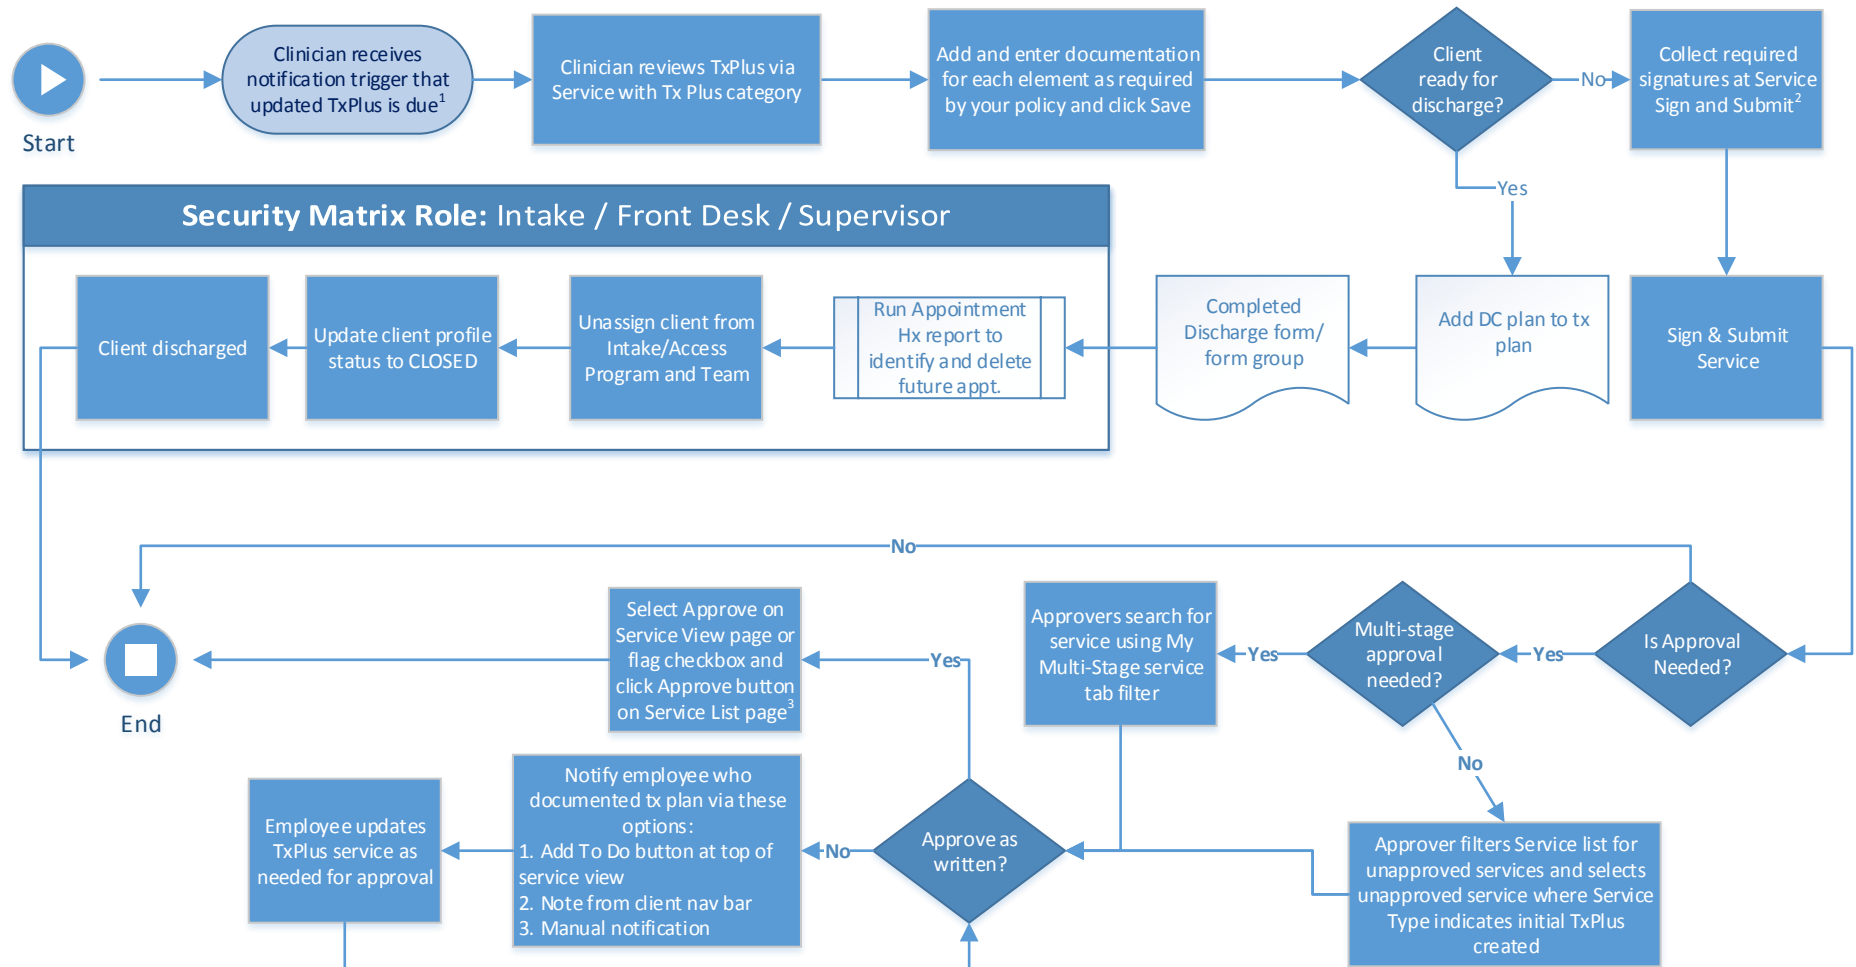 Start
Clinician receives
notification trigger that
updated TxPlus is due1
Clinician reviews TxPlus via
Service with Tx Plus category
Add and enter documentation
for each element as required
by your policy and click Save
Client
ready for
discharge?
No
Collect required
signatures at Service
Sign and Submit2
Yes
Security Matrix Role: Intake / Front Desk / Supervisor
Client discharged
Update client profile
status to CLOSED
Unassign client from
Intake/Access
Program and Team
Run Appointment
Hx report to
identify and delete
future appt.
Completed
Discharge form/
form group
Add DC plan to tx
plan
Sign & Submit
Service
No
End
Select Approve on
Service View page or
flag checkbox and
click Approve button
on Service List page3
Yes
Approvers search for
service using My
Multi-Stage service
tab filter
Yes
Multi-stage
approval
needed?
Yes
Is Approval
Needed?
No
Employee updates
TxPlus service as
needed for approval
Notify employee who
documented tx plan via these
options:
1. Add To Do button at top of
service view
2. Note from client nav bar
3. Manual notification
No
Approve as
written?
Approver filters Service list for
unapproved services and selects
unapproved service where Service
Type indicates initial TxPlus
created